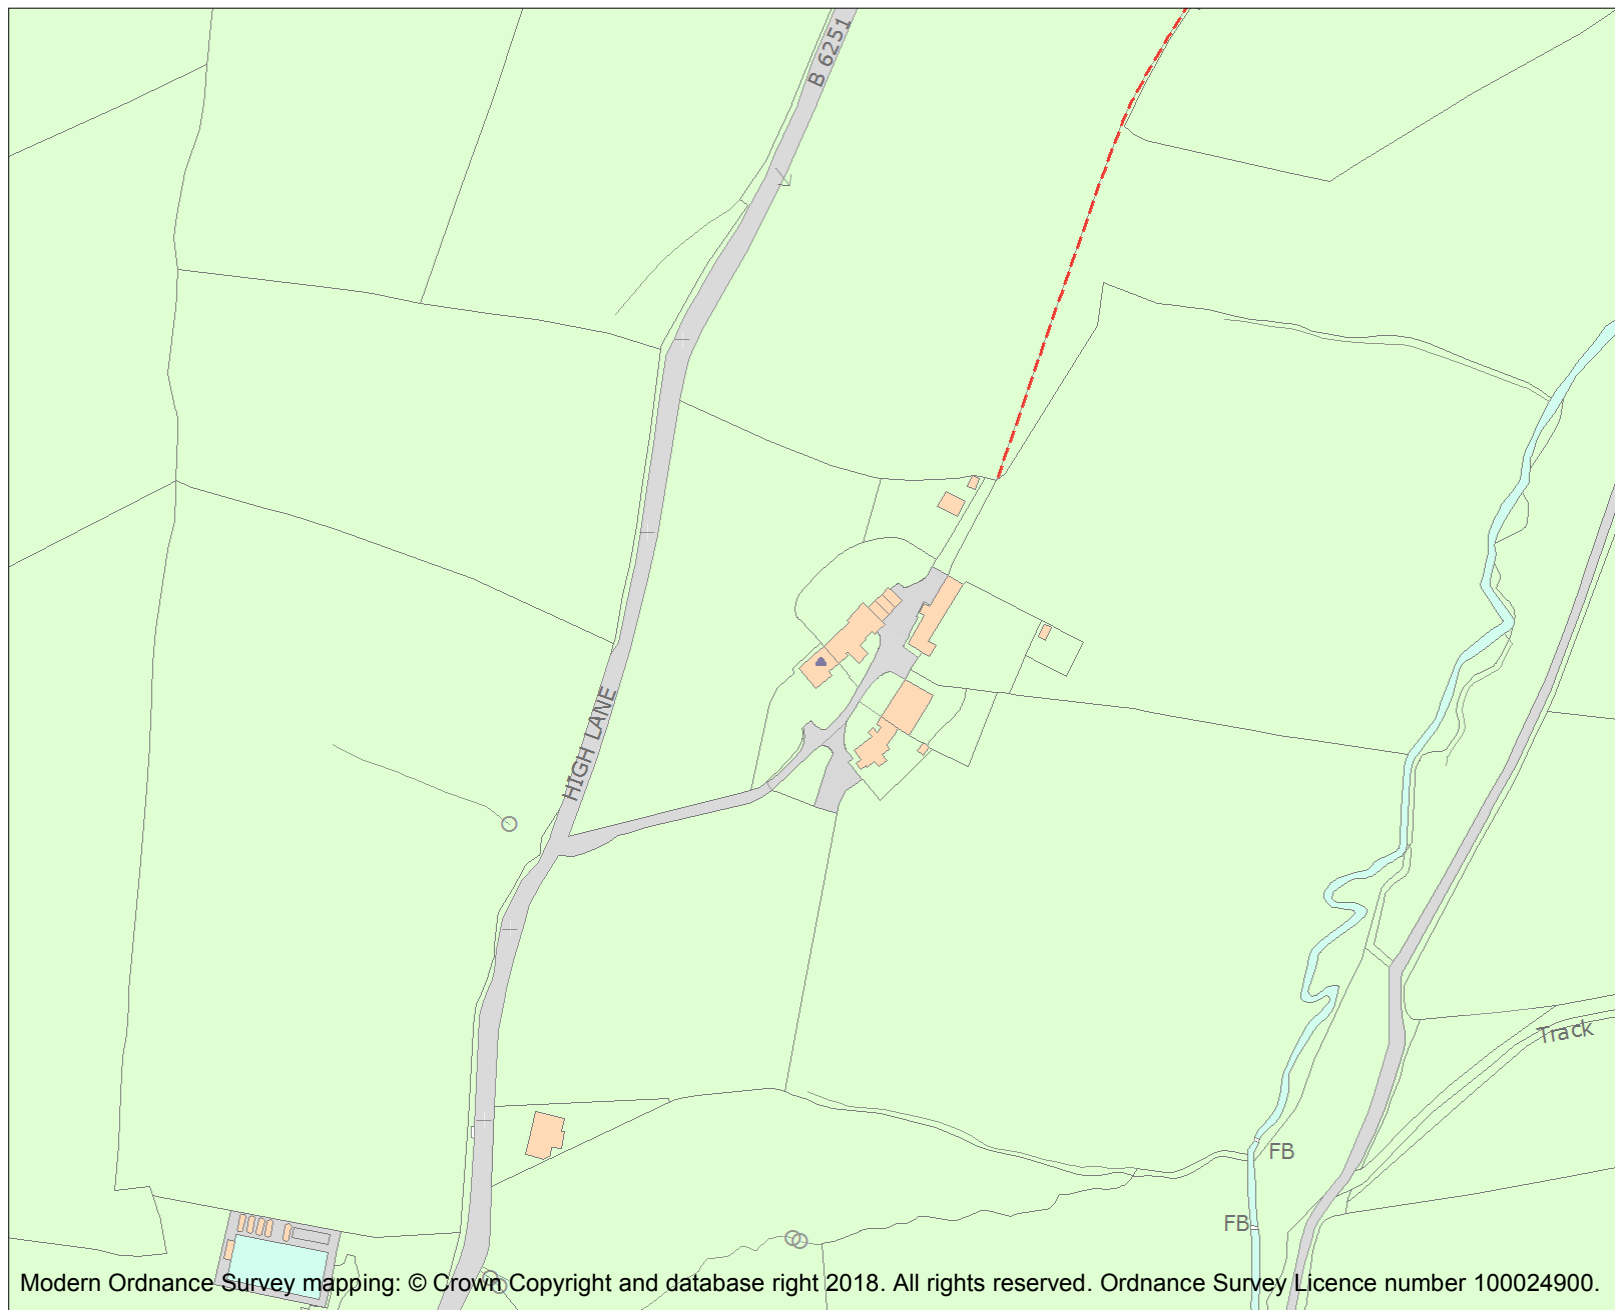 B 6251
HIGH LANE
Track
FB
FB
Modern Ordnance Survey mapping: © Crown Copyright and database right 2018. All rights reserved. Ordnance Survey Licence number 100024900.